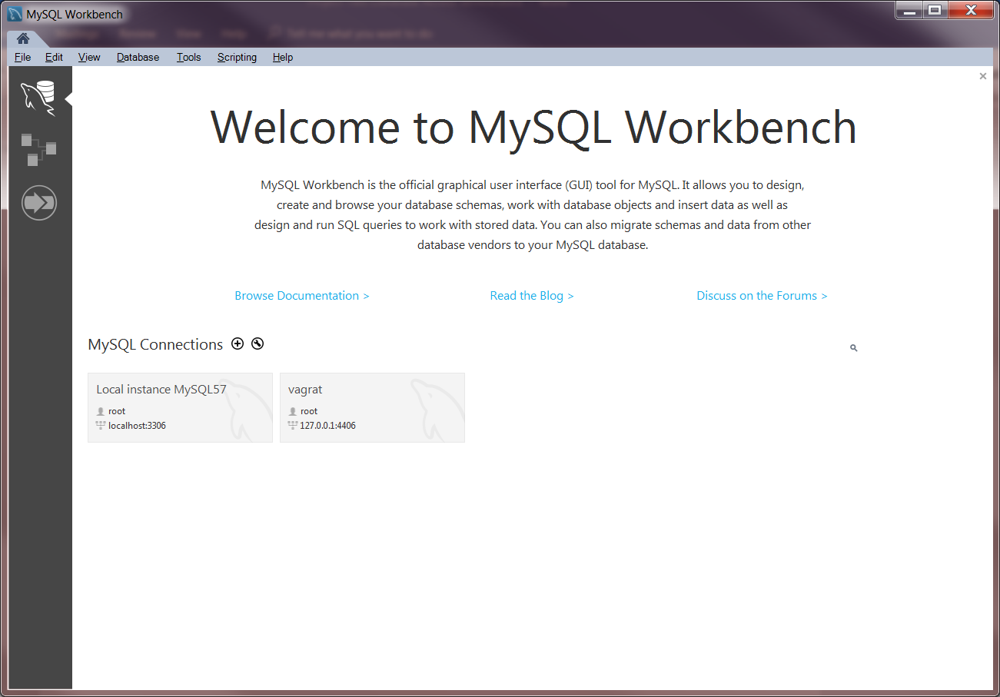 MySQL Workbench
File Edit View Database Tools Scripting Help
Welcome to MySQL Workbench
MySQL Workbench is the official graphical user interface (GUI) tool for MySQL. It allows you to design,
create and browse your database schemas, work with database objects and insert data as well as
design and run SQL queries to work with stored data. You can also migrate schemas and data from other
database vendors to your MySQL database.
Browse Documentation > Read the Blog > Discuss on the Forums >
MySQL Connections
Local instance MySQL57
root
localhost:3306
vagrat
root
127.0.0.1:4406